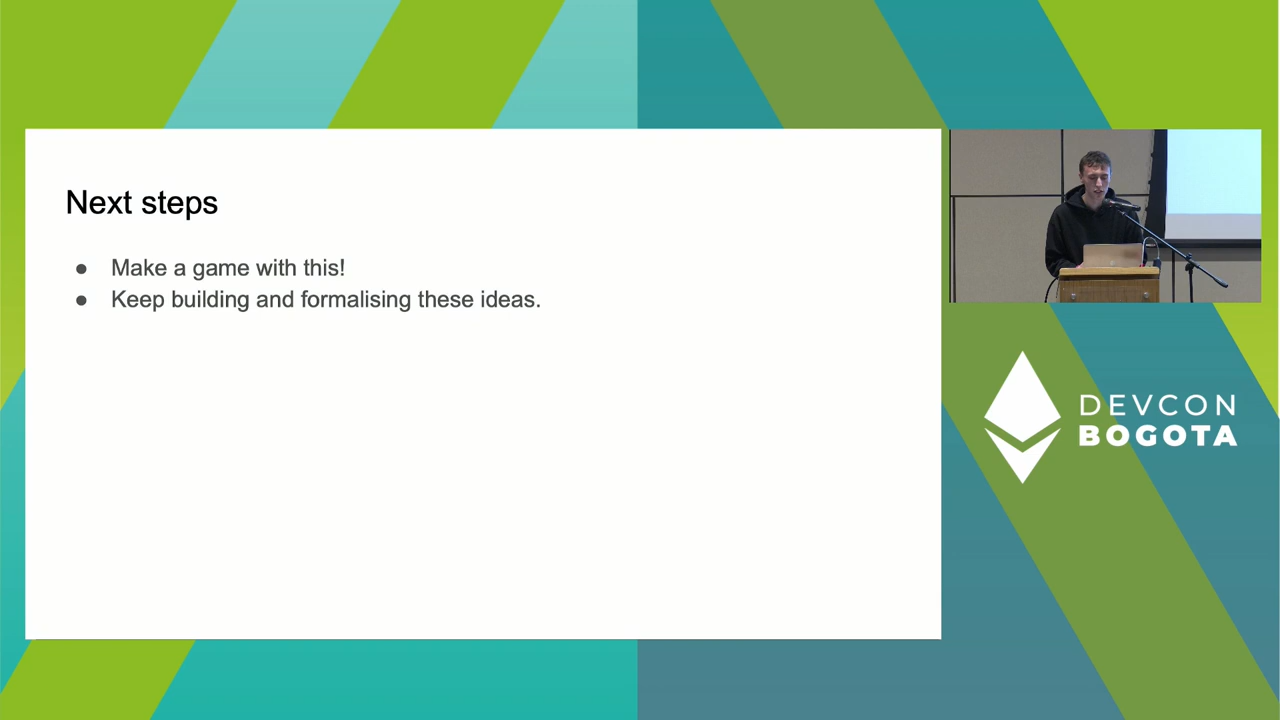 Next steps
● Make a game with this!
● Keep building and formalising these ideas.
DEVCON
BOGOTA